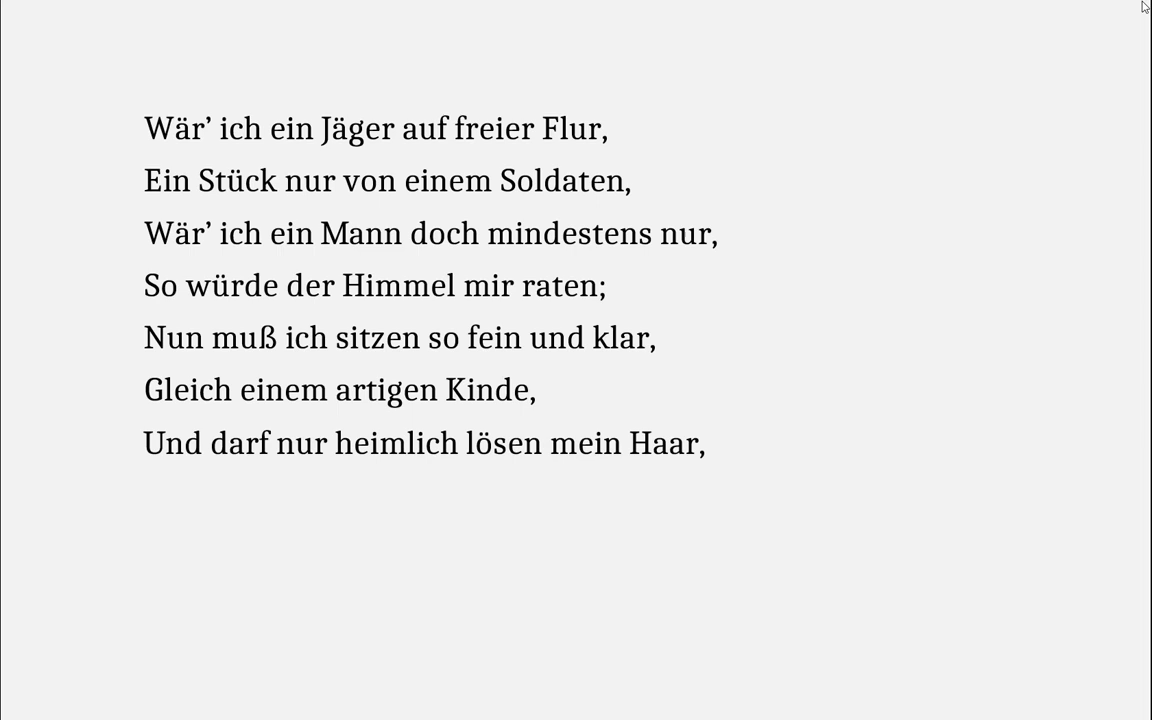 Wär’ ich ein Jäger auf freier Flur,
Ein Stück nur von einem Soldaten,
Wär’ ich ein Mann doch mindestens nur,
So würde der Himmel mir raten;
Nun muß ich sitzen so fein und klar,
Gleich einem artigen Kinde,
Und darf nur heimlich lösen mein Haar,